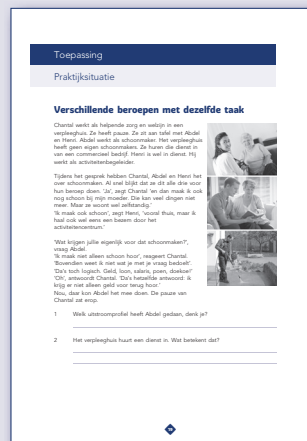 Toepassing
Praktijksituatie
Verschillende beroepen met dezelfde taak
Chantal werkt als helpende zorg en welzijn in een
verpleeghuis. Ze heeft pauze. Ze zit aan tafel met Abdel
en Henri. Abdel werkt als schoonmaker. Het verpleeghuis
heeft geen eigen schoonmakers. Ze huren die dienst in
van een commercieel bedrijf. Henri is wel in dienst. Hij
werkt als activiteitenbegeleider.
Tijdens het gesprek hebben Chantal, Abdel en Henri het
over schoonmaken. Al snel blijkt dat ze dit alle drie voor
hun beroep doen. 'Ja', zegt Chantal 'en dan maak ik ook
nog schoon bij mijn moeder. Die kan veel dingen niet
meer. Maar ze woont wel zelfstandig.'
'Ik maak ook schoon', zegt Henri, 'vooral thuis, maar ik
haal ook wel eens een bezem door het
activiteitencentrum.'
'Wat krijgen jullie eigenlijk voor dat schoonmaken?',
vraag Abdel.
'Ik maak niet alleen schoon hoor', reageert Chantal.
'Bovendien weet ik niet wat je met je vraag bedoelt'.
'Da's toch logisch. Geld, loon, salaris, poen, doekoe!'
'Oh', antwoordt Chantal. 'Da's hetzelfde antwoord: ik
krijg er niet alleen geld voor terug hoor.'
Nou, daar kon Abdel het mee doen. De pauze van
Chantal zat erop.
1 Welk uitstroomprofiel heeft Abdel gedaan, denk je?
2 Het verpleeghuis huurt een dienst in. Wat betekent dat?